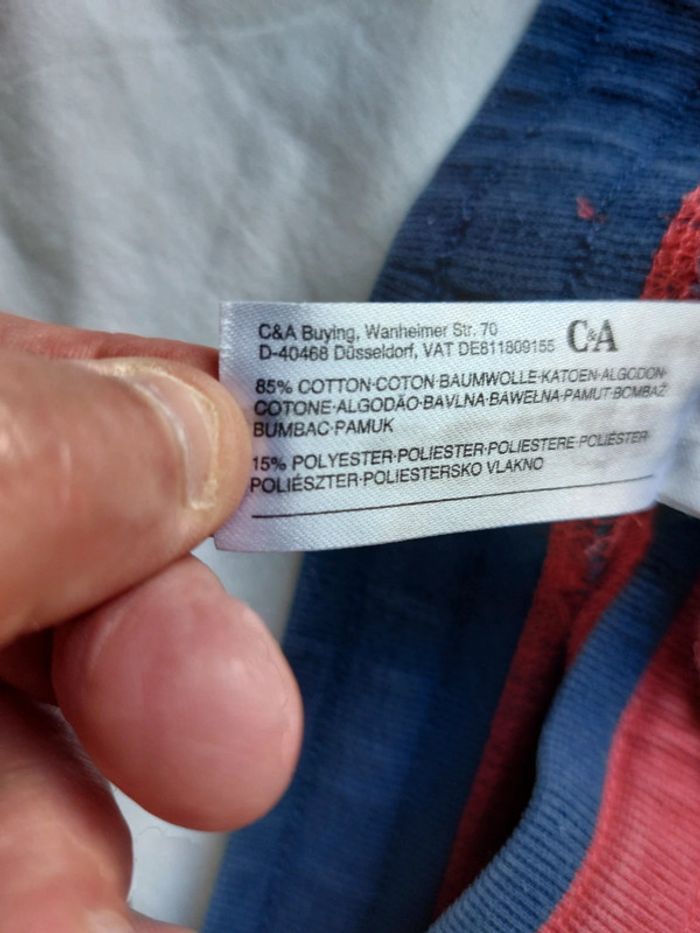 C&A Buying, Wanheimer Str. 70
D-40468 Düsseldorf, VAT DE811809155
C&A
85% COTTON·COTON·BAUMWOLLE·KATOEN·ALGODON·
COTONE·ALGODÃO·BAVLNA·BAWEŁNA·PAMUT·BOMBAŽ
BUMBAC·PAMUK
15% POLYESTER·POLIESTER·POLIESTERE·POLIÉSTER·
POLIÉSZTER·POLIESTERSKO VLAKNO